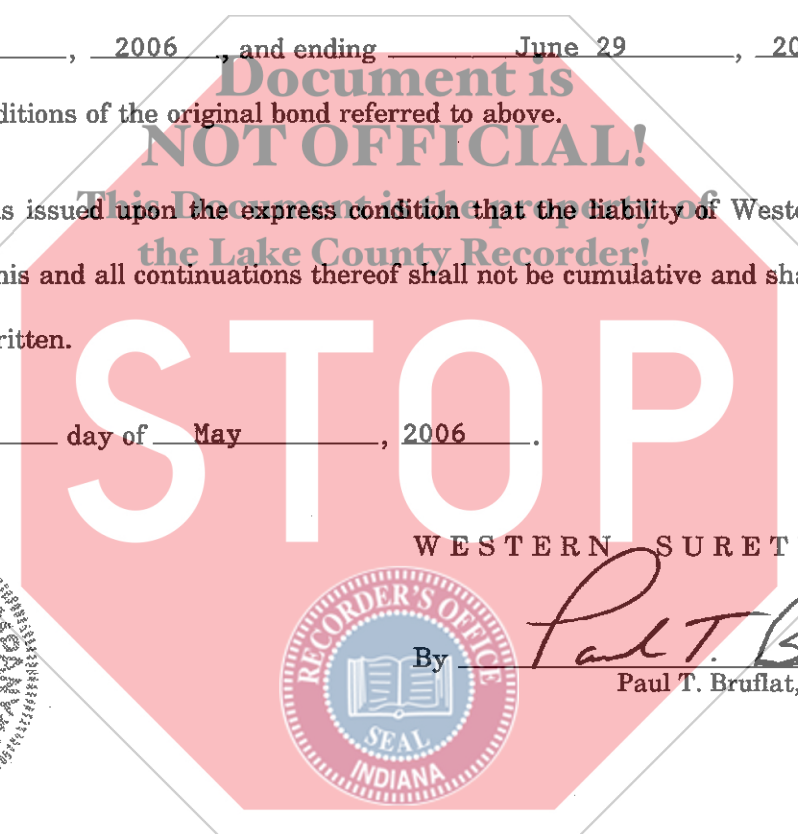 , 2006 ., and ending June 29 , 20
Document is
ditions of the original bond referred to above.
NOT OFFICIAL!
This Document is the property of
s issued upon the express condition that the liability of Weste
the Lake County Recorder!
his and all continuations thereof shall not be cumulative and sha
ritten.
STOP
day of May , 2006 .
WESTERN SURET
RECORDER'S OFFICE
SEAL
INDIANA
By Paul T.
Paul T. Bruflat,